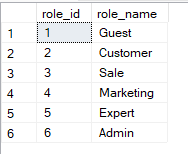 role_id role_name
1 1 Guest
2 2 Customer
3 3 Sale
4 4 Marketing
5 5 Expert
6 6 Admin